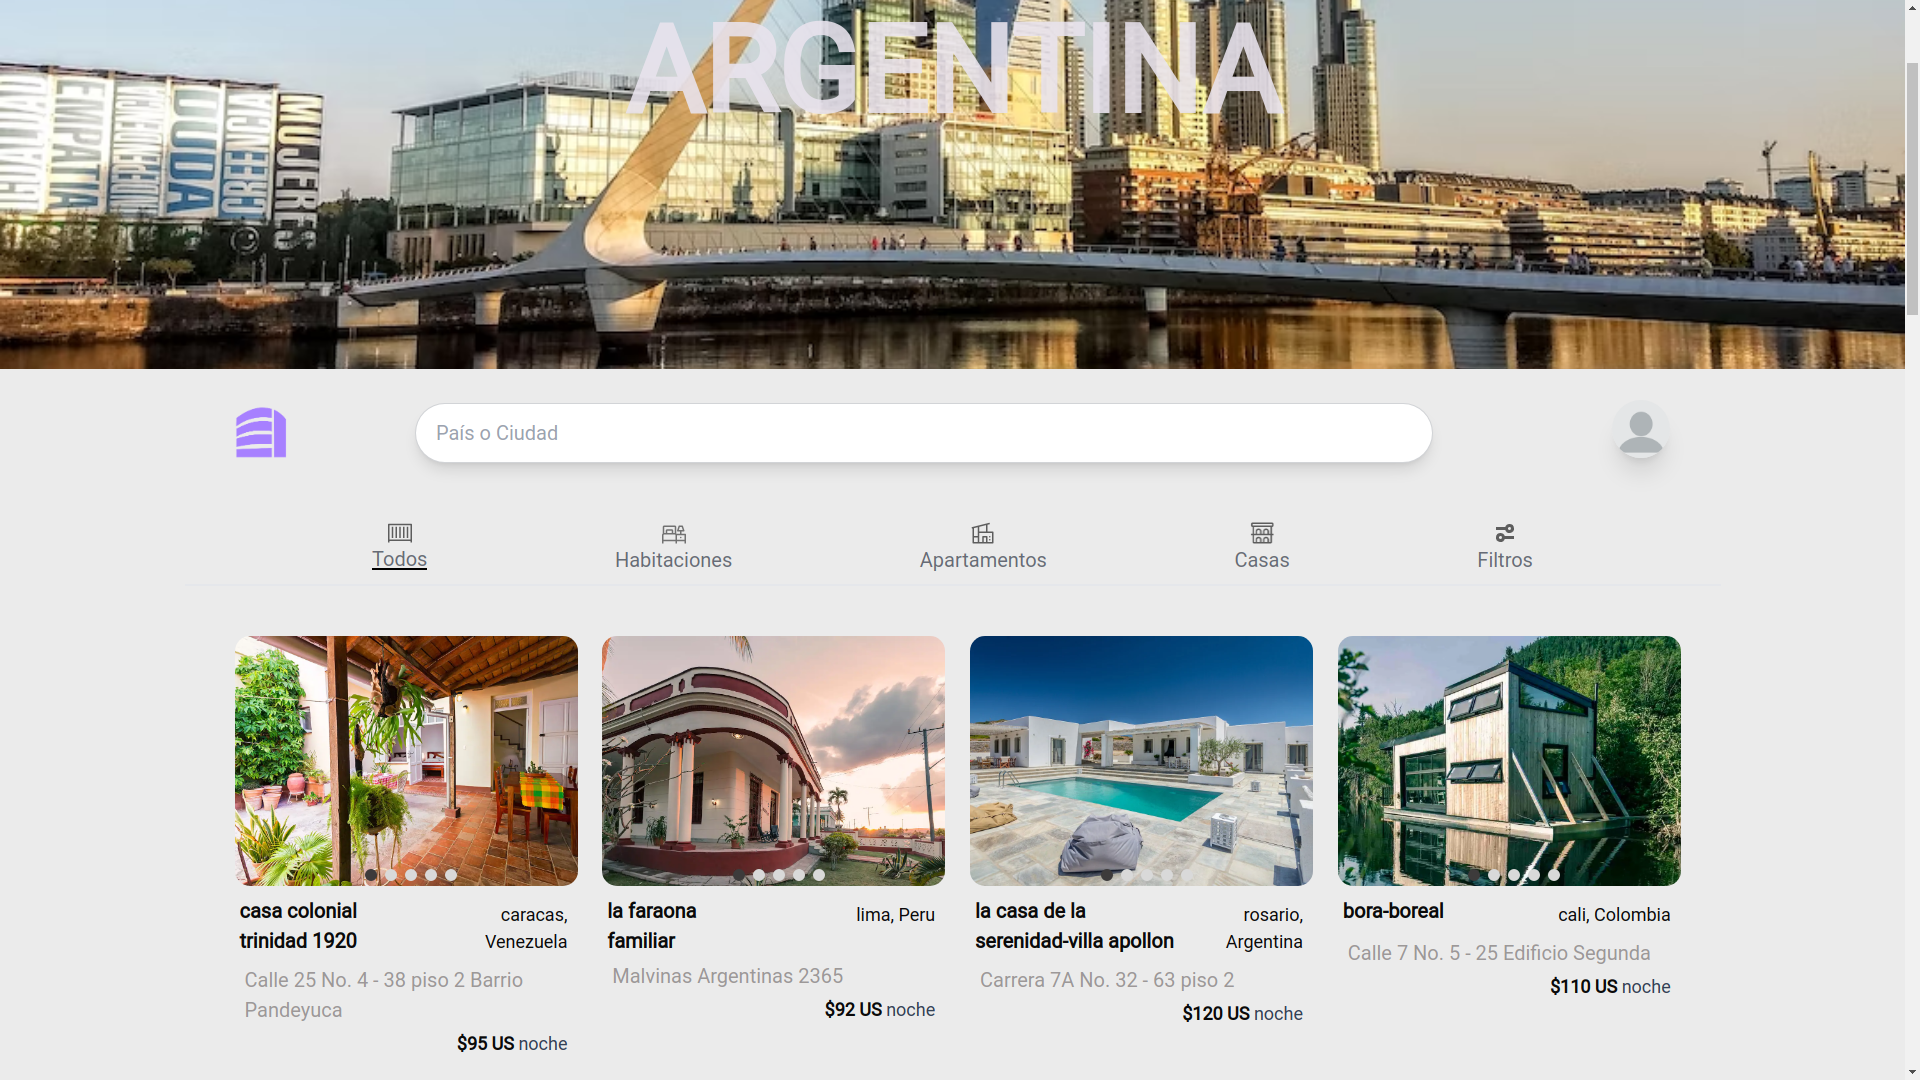 ARGENTINA
EMPATIA
INDEPENDENCIA
DUDA
CREE
MUJERES
País o Ciudad
Todos
Habitaciones
Apartamentos
Casas
Filtros
casa colonial
trinidad 1920
caracas,
Venezuela
Calle 25 No. 4 - 38 piso 2 Barrio
Pandeyuca
$95 US noche
la faraona
familiar
lima, Peru
Malvinas Argentinas 2365
$92 US noche
la casa de la
serenidad-villa apollon
rosario,
Argentina
Carrera 7A No. 32 - 63 piso 2
$120 US noche
bora-boreal
cali, Colombia
Calle 7 No. 5 - 25 Edificio Segunda
$110 US noche